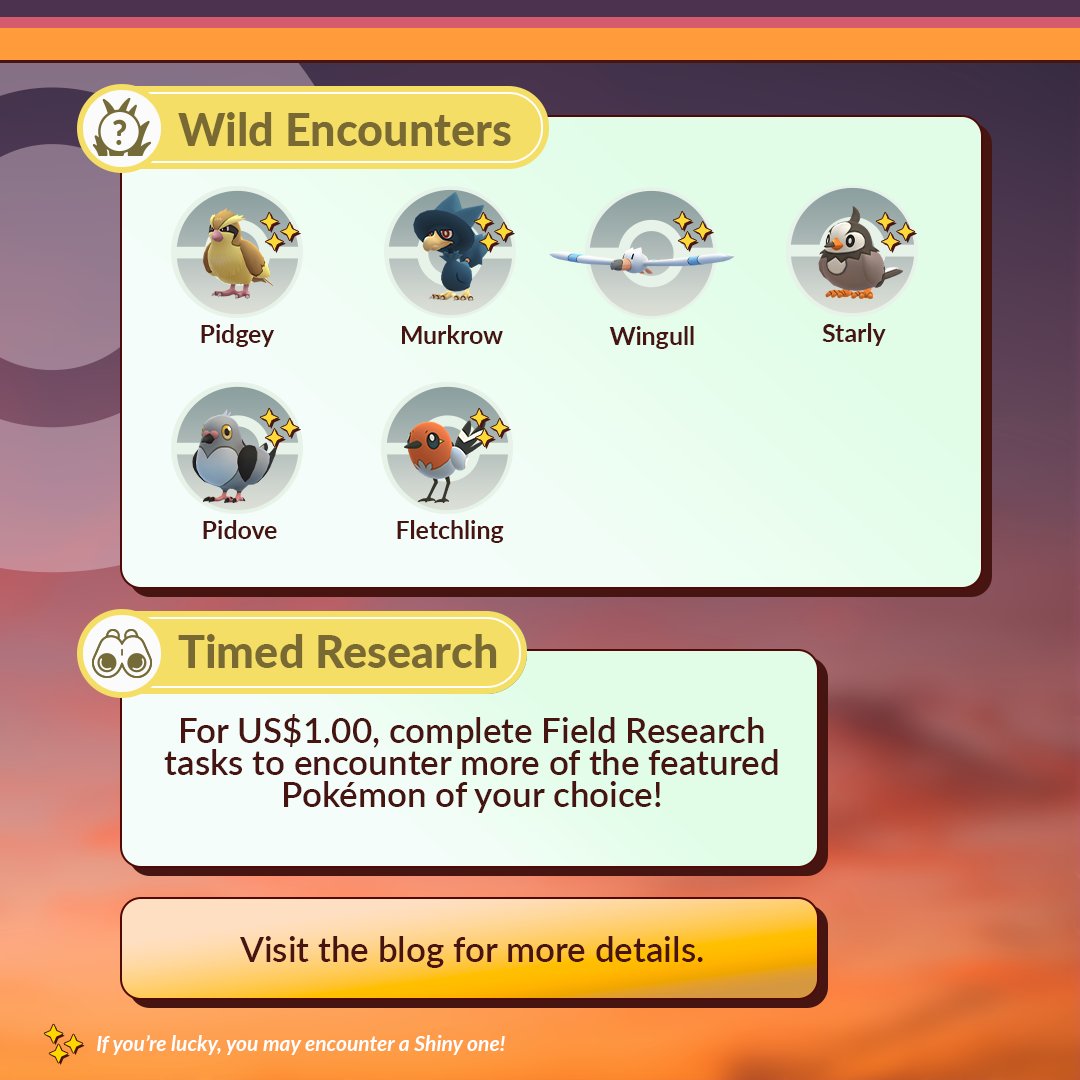 ?
Wild Encounters
Pidgey
Murkrow
Wingull
Starly
Pidove
Fletchling
Timed Research
For US$1.00, complete Field Research
tasks to encounter more of the featured
Pokémon of your choice!
Visit the blog for more details.
If you're lucky, you may encounter a Shiny one!